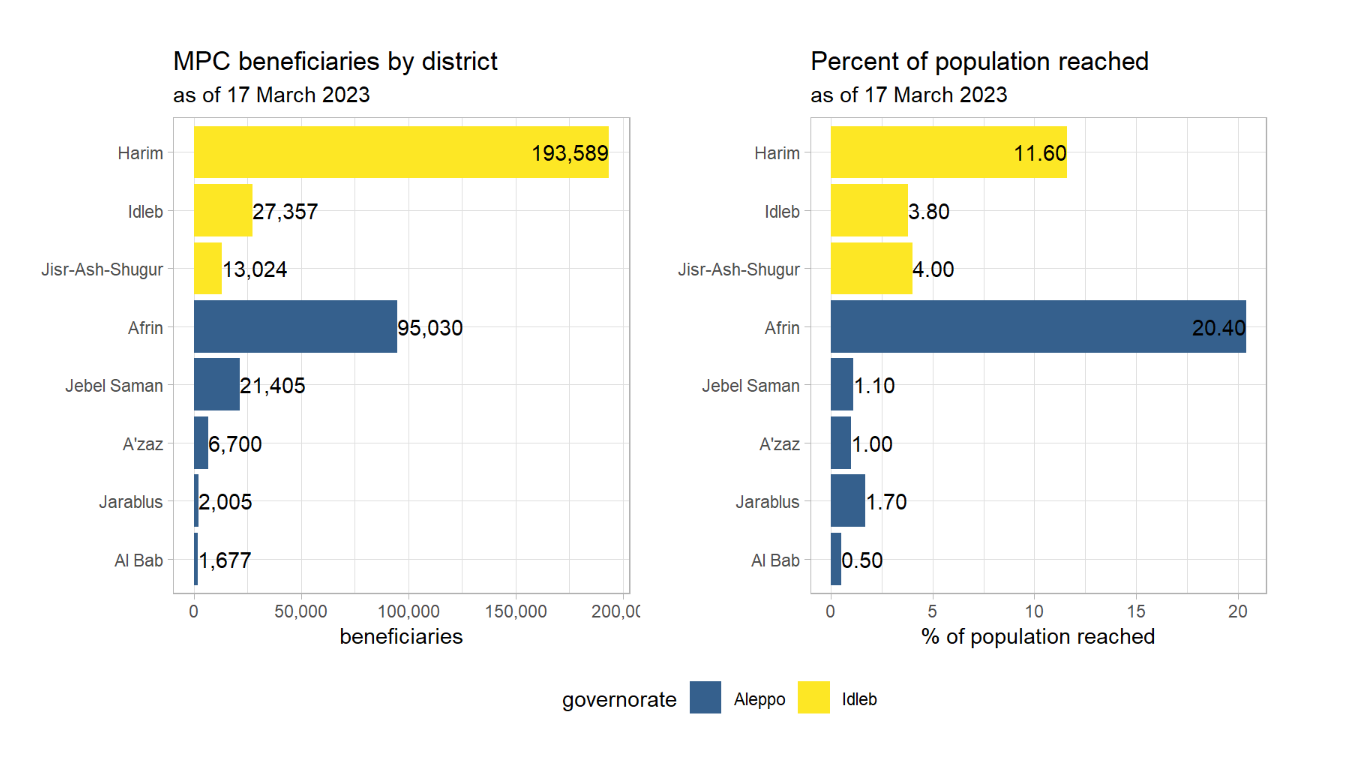 MPC beneficiaries by district
as of 17 March 2023
Harim 193,589
Idleb 27,357
Jisr-Ash-Shugur 13,024
Afrin 95,030
Jebel Saman 21,405
A'zaz 6,700
Jarablus 2,005
Al Bab 1,677
0 50,000 100,000 150,000 200,0
beneficiaries
Percent of population reached
as of 17 March 2023
Harim 11.60
Idleb 3.80
Jisr-Ash-Shugur 4.00
Afrin 20.40
Jebel Saman 1.10
A'zaz 1.00
Jarablus 1.70
Al Bab 0.50
0 5 10 15 20
% of population reached
governorate Aleppo Idleb